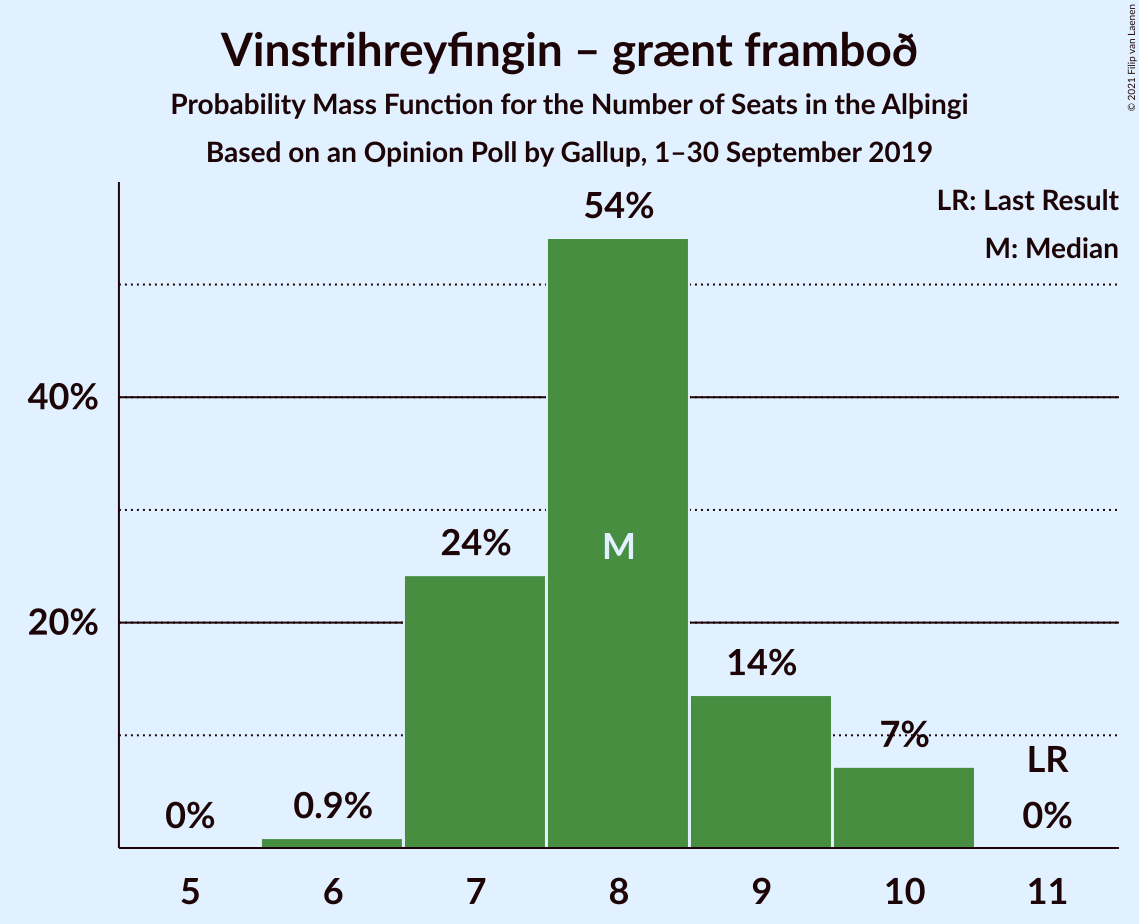 Vinstrihreyfingin – grænt framboð
Probability Mass Function for the Number of Seats in the Alþingi
Based on an Opinion Poll by Gallup, 1–30 September 2019
© 2021 Filip van Laenen
LR: Last Result
M: Median
54%
40%
24%
M
20%
14%
7%
LR
0%
0.9%
0%
5
6
7
8
9
10
11